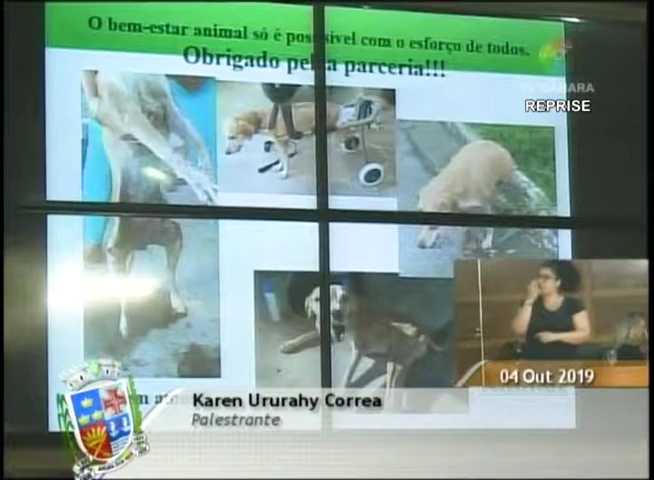 O bem-estar animal só é possível com o esforço de todos.
Obrigado pela parceria!!!
TV CÂMARA
REPRISE
04 Out 2019
Karen Ururahy Correa
Palestrante